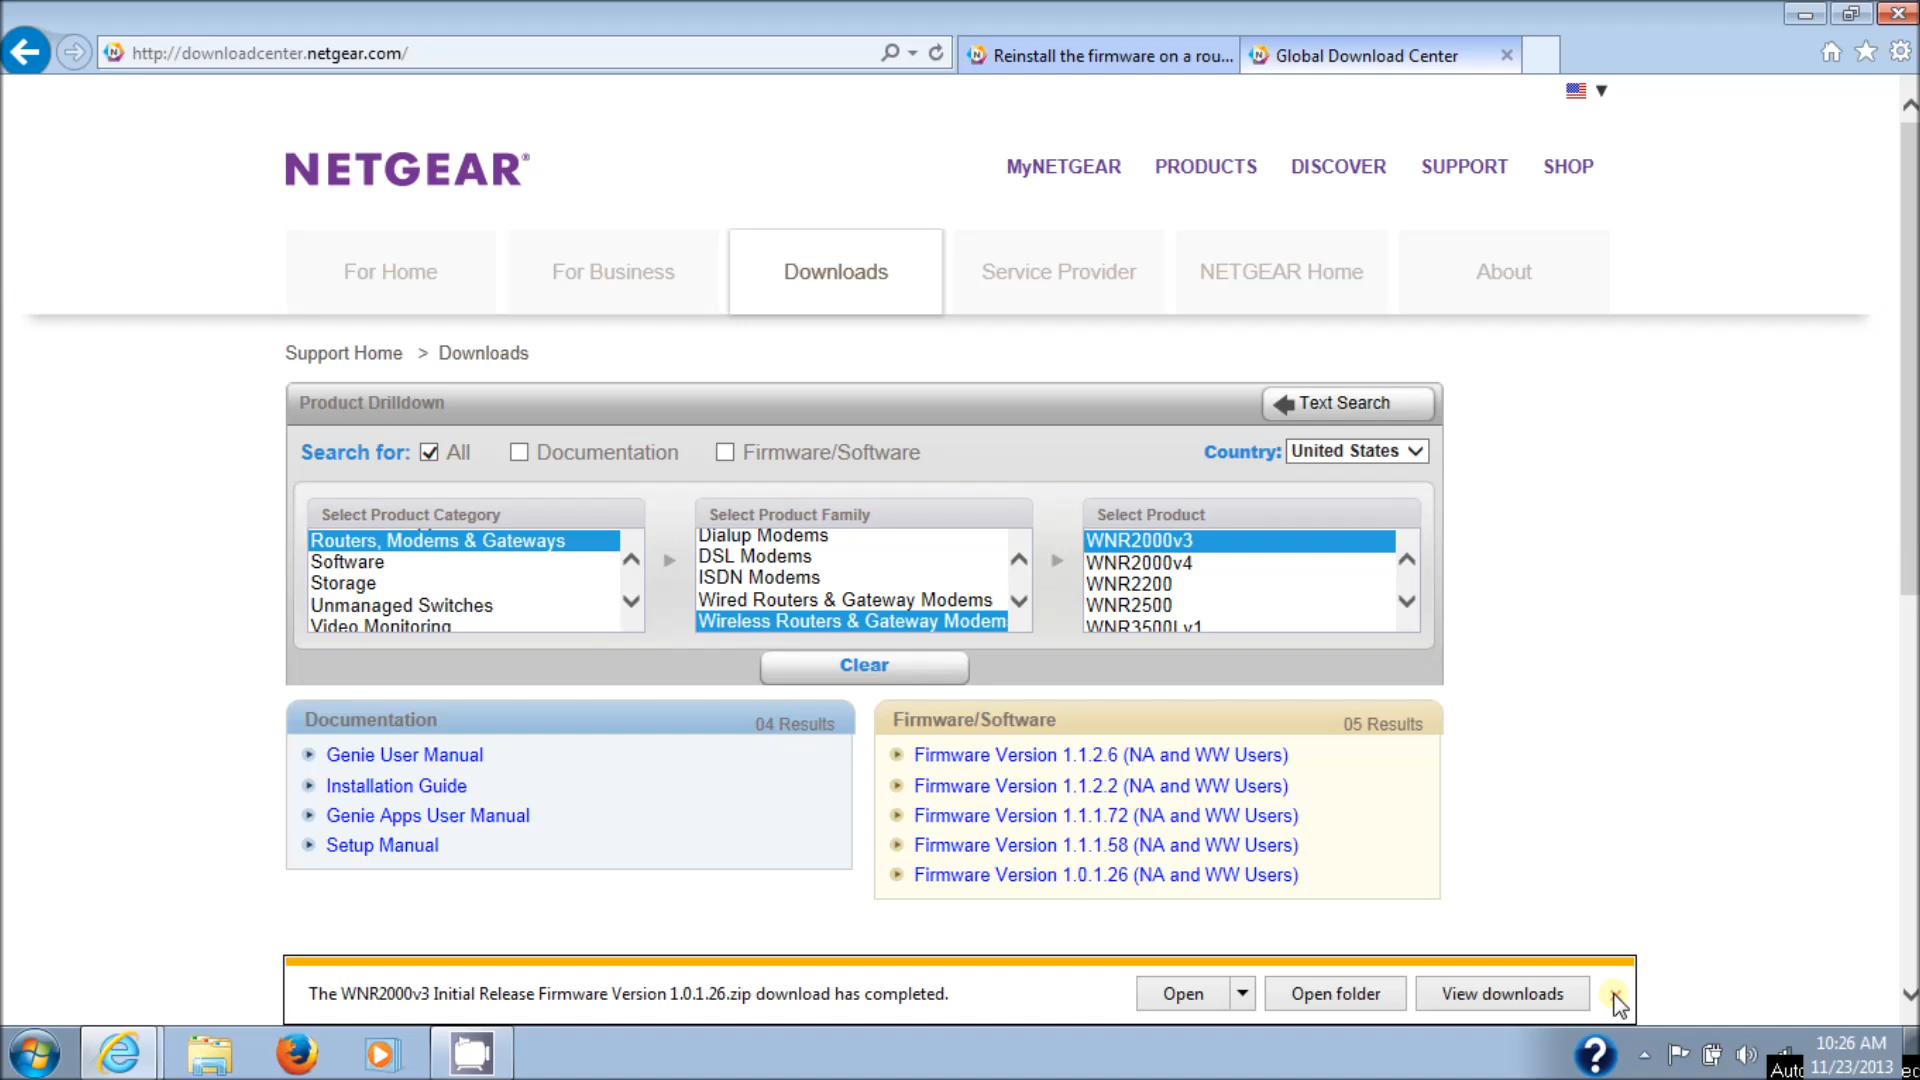 http://downloadcenter.netgear.com/
Reinstall the firmware on a rou...
Global Download Center
NETGEAR®
MyNETGEAR PRODUCTS DISCOVER SUPPORT SHOP
For Home For Business Downloads Service Provider NETGEAR Home About
Support Home > Downloads
Product Drilldown
Text Search
Search for: All Documentation Firmware/Software
Country: United States
Select Product Category
Routers, Modems & Gateways
Software
Storage
Unmanaged Switches
Video Monitoring
Select Product Family
Dialup Modems
DSL Modems
ISDN Modems
Wired Routers & Gateway Modems
Wireless Routers & Gateway Modem
Select Product
WNR2000v3
WNR2000v4
WNR2200
WNR2500
WNR3500Lv1
Clear
Documentation 04 Results
Genie User Manual
Installation Guide
Genie Apps User Manual
Setup Manual
Firmware/Software 05 Results
Firmware Version 1.1.2.6 (NA and WW Users)
Firmware Version 1.1.2.2 (NA and WW Users)
Firmware Version 1.1.1.72 (NA and WW Users)
Firmware Version 1.1.1.58 (NA and WW Users)
Firmware Version 1.0.1.26 (NA and WW Users)
The WNR2000v3 Initial Release Firmware Version 1.0.1.26.zip download has completed.
Open Open folder View downloads
10:26 AM
11/23/2013